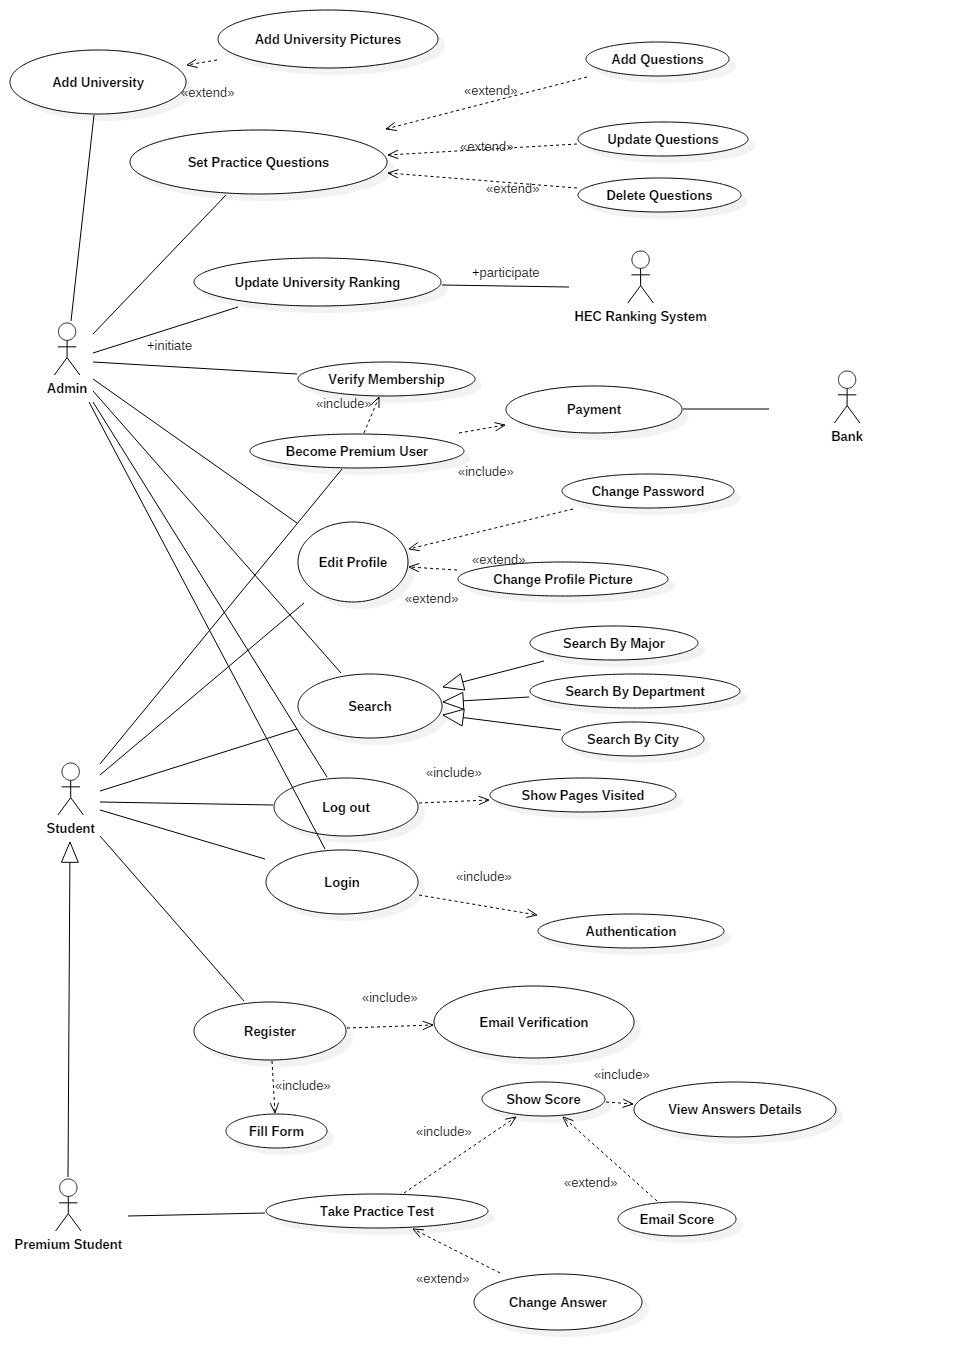 Add University Pictures
Add University
«extend»
Add Questions
«extend»
Update Questions
«extend»
Set Practice Questions
Delete Questions
«extend»
Update University Ranking
+participate
HEC Ranking System
+initiate
Admin
Verify Membership
«include»
Payment
Bank
Become Premium User
«include»
Change Password
Edit Profile
«extend»
Change Profile Picture
«extend»
Search By Major
Search By Department
Search
Search By City
«include»
Show Pages Visited
Log out
Student
Login
«include»
Authentication
«include»
Register
Email Verification
«include»
Fill Form
«include»
Show Score
View Answers Details
«include»
«extend»
Take Practice Test
Email Score
Premium Student
«extend»
Change Answer